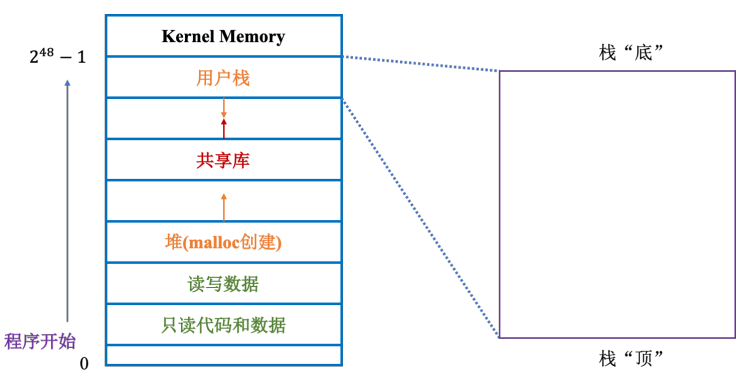 Kernel Memory
2^48 − 1
用户栈
共享库
堆(malloc创建)
读写数据
只读代码和数据
程序开始
0
栈“底”
栈“顶”